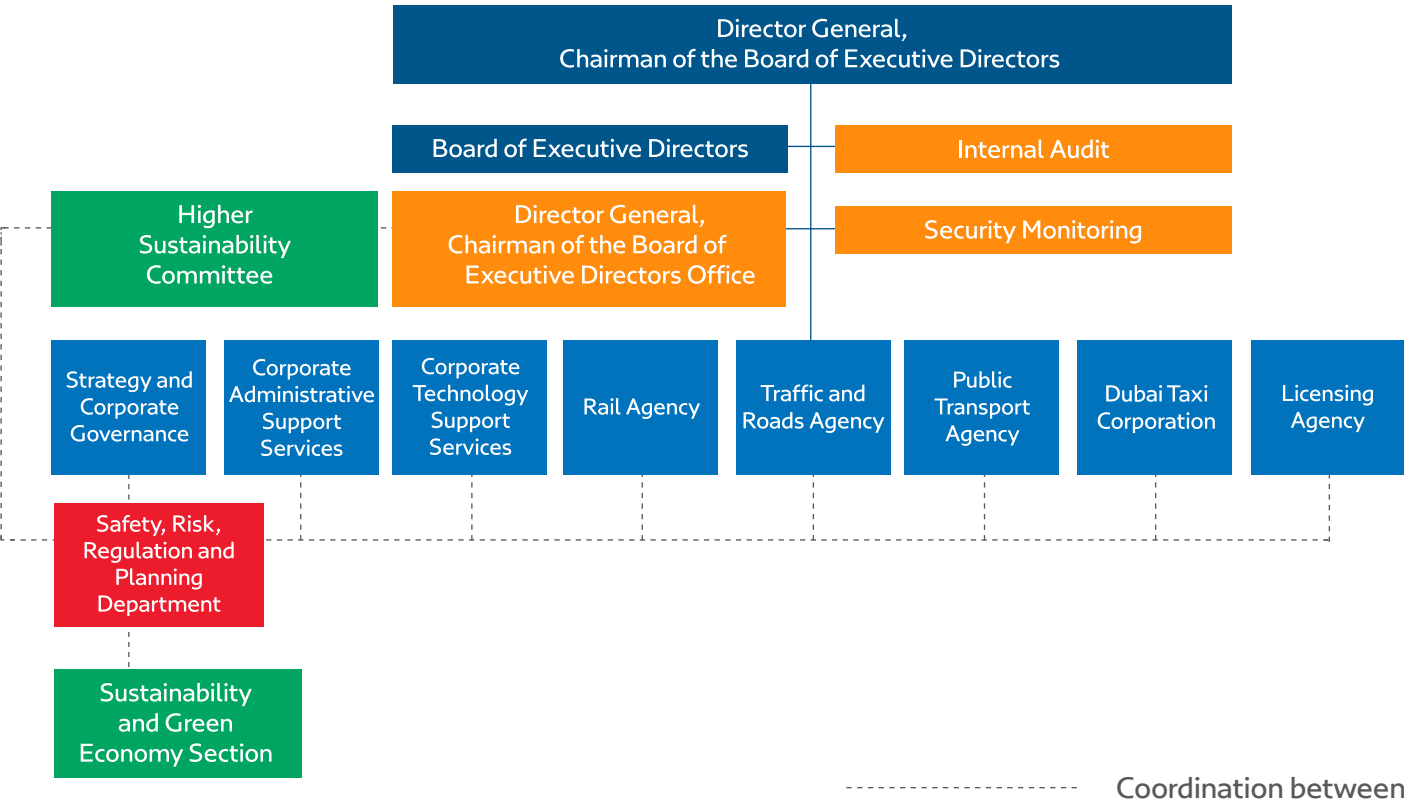 Director General,
Chairman of the Board of Executive Directors
Board of Executive Directors
Internal Audit
Higher
Sustainability
Committee
Director General,
Chairman of the Board of
Executive Directors Office
Security Monitoring
Strategy and
Corporate
Governance
Corporate
Administrative
Support
Services
Corporate
Technology
Support
Services
Rail Agency
Traffic and
Roads Agency
Public
Transport
Agency
Dubai Taxi
Corporation
Licensing
Agency
Safety, Risk,
Regulation and
Planning
Department
Sustainability
and Green
Economy Section
Coordination between